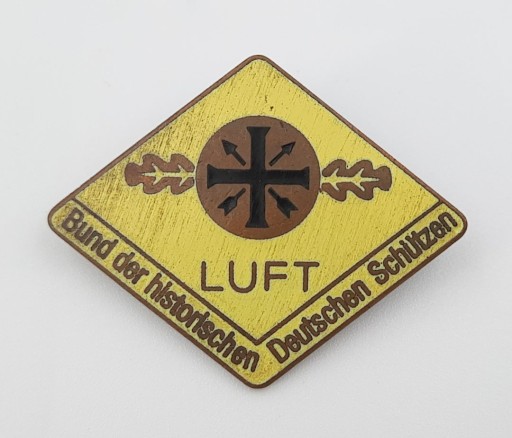 LUFT
Bund der historischen Deutschen Schützen